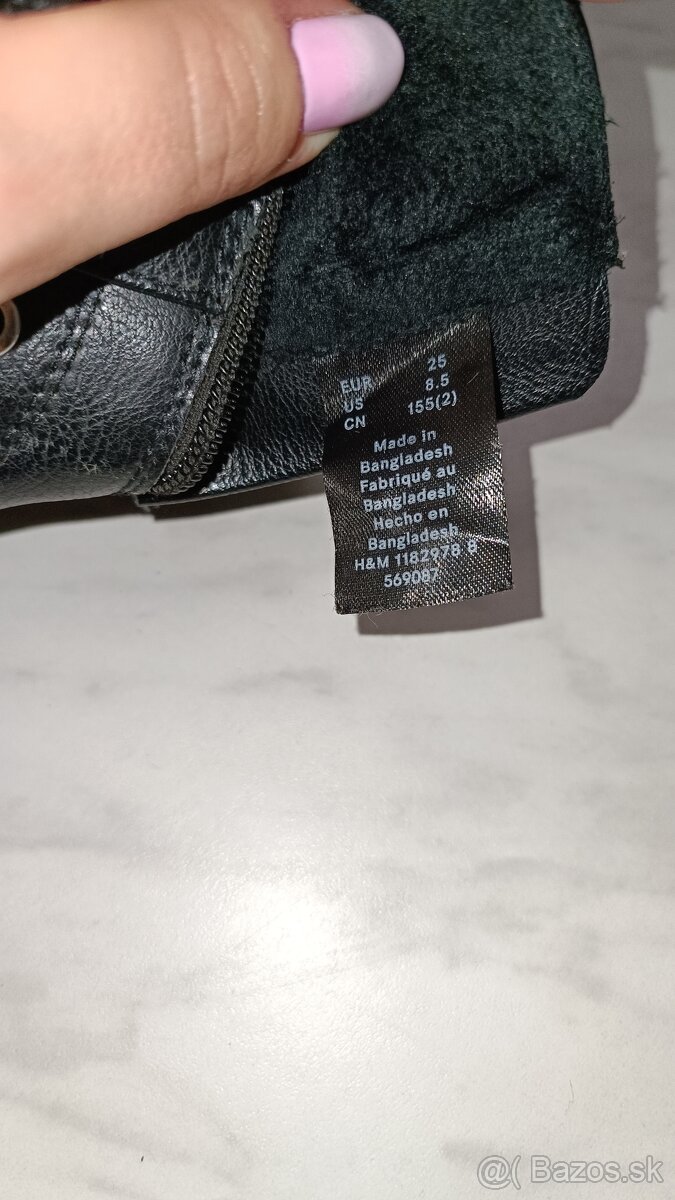 EUR 25
US 8.5
CN 155(2)
Made in
Bangladesh
Fabriqué au
Bangladesh
Hecho en
Bangladesh
H&M 1182978 8
569087
@( Bazos.sk